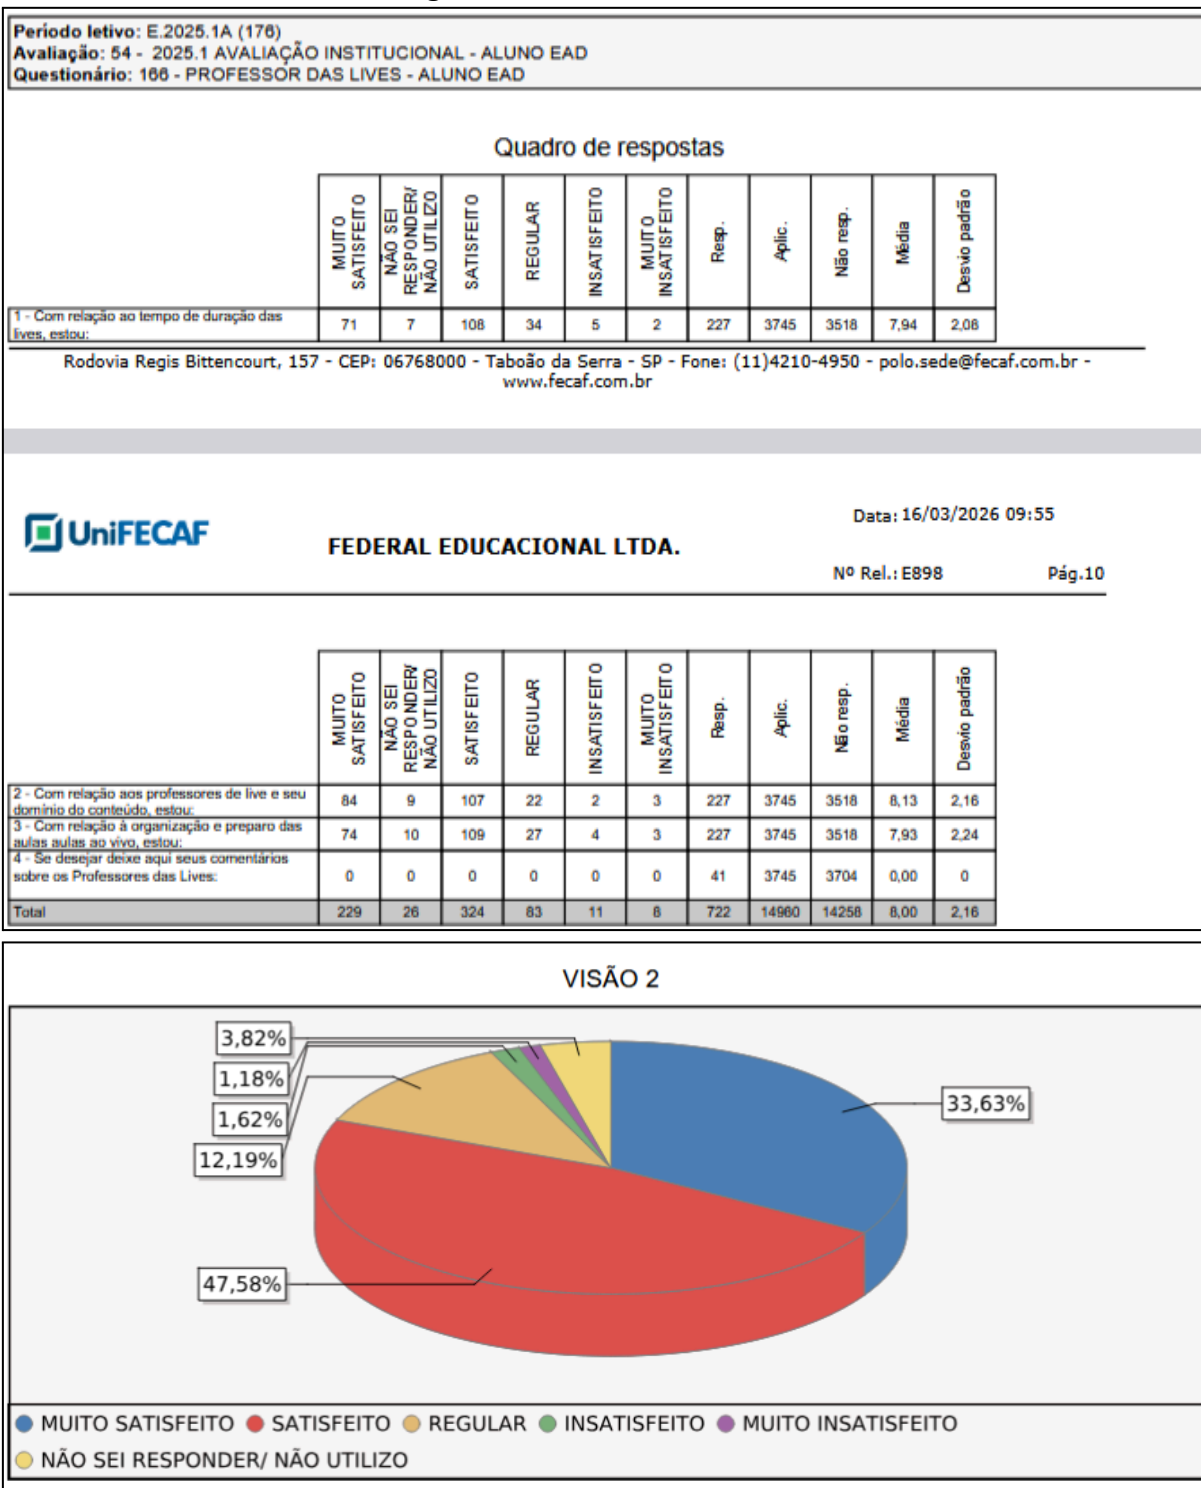 Período letivo: E.2025.1A (176)
Avaliação: 54 - 2025.1 AVALIAÇÃO INSTITUCIONAL - ALUNO EAD
Questionário: 166 - PROFESSOR DAS LIVES - ALUNO EAD
Quadro de respostas
MUITO SATISFEITO NÃO SEI RESPONDER/ NÃO UTILIZO SATISFEITO REGULAR INSATISFEITO MUITO INSATISFEITO Resp. Aplic. Não resp. Média Desvio padrão
1 - Com relação ao tempo de duração das
lives, estou: 71 7 108 34 5 2 227 3745 3518 7,94 2,08
Rodovia Regis Bittencourt, 157 - CEP: 06768000 - Taboão da Serra - SP - Fone: (11)4210-4950 - polo.sede@fecaf.com.br -
www.fecaf.com.br
UniFECAF
FEDERAL EDUCACIONAL LTDA.
Data: 16/03/2026 09:55
Nº Rel.: E898 Pág.10
MUITO SATISFEITO NÃO SEI RESPONDER/ NÃO UTILIZO SATISFEITO REGULAR INSATISFEITO MUITO INSATISFEITO Resp. Aplic. Não resp. Média Desvio padrão
2 - Com relação aos professores de live e seu
domínio do conteúdo, estou: 84 9 107 22 2 3 227 3745 3518 8,13 2,16
3 - Com relação à organização e preparo das
aulas aulas ao vivo, estou: 74 10 109 27 4 3 227 3745 3518 7,93 2,24
4 - Se desejar deixe aqui seus comentários
sobre os Professores das Lives: 0 0 0 0 0 0 41 3745 3704 0,00 0
Total 229 26 324 83 11 8 722 14980 14258 8,00 2,16
VISÃO 2
3,82%
1,18%
1,62%
12,19%
33,63%
47,58%
MUITO SATISFEITO SATISFEITO REGULAR INSATISFEITO MUITO INSATISFEITO
NÃO SEI RESPONDER/ NÃO UTILIZO